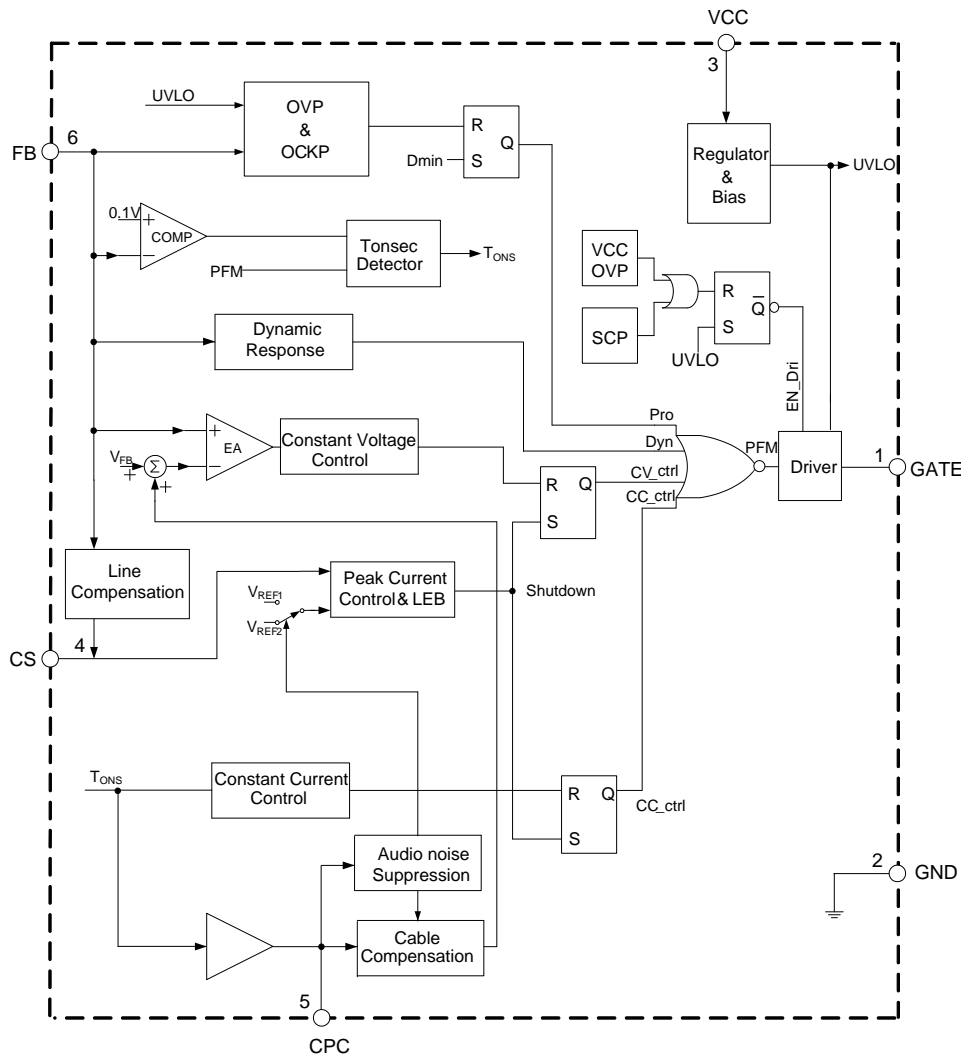 VCC
3
UVLO
OVP
&
OCKP
R
Q
S
Dmin
6
FB
Regulator
&
Bias
UVLO
0.1V
+
−
COMP
Tonsec
Detector
TONS
PFM
VCC
OVP
SCP
R
Q
S
UVLO
EN_Dri
Dynamic
Response
Pro
Dyn
CV_ctrl
CC_ctrl
PFM
Driver
1
GATE
+
−
EA
Constant Voltage
Control
VFB
+
Σ
+
R
Q
S
Line
Compensation
Peak Current
Control & LEB
Shutdown
VREF1
VREF2
4
CS
TONS
Constant Current
Control
R
Q
S
CC_ctrl
Audio noise
Suppression
2
GND
Cable
Compensation
5
CPC